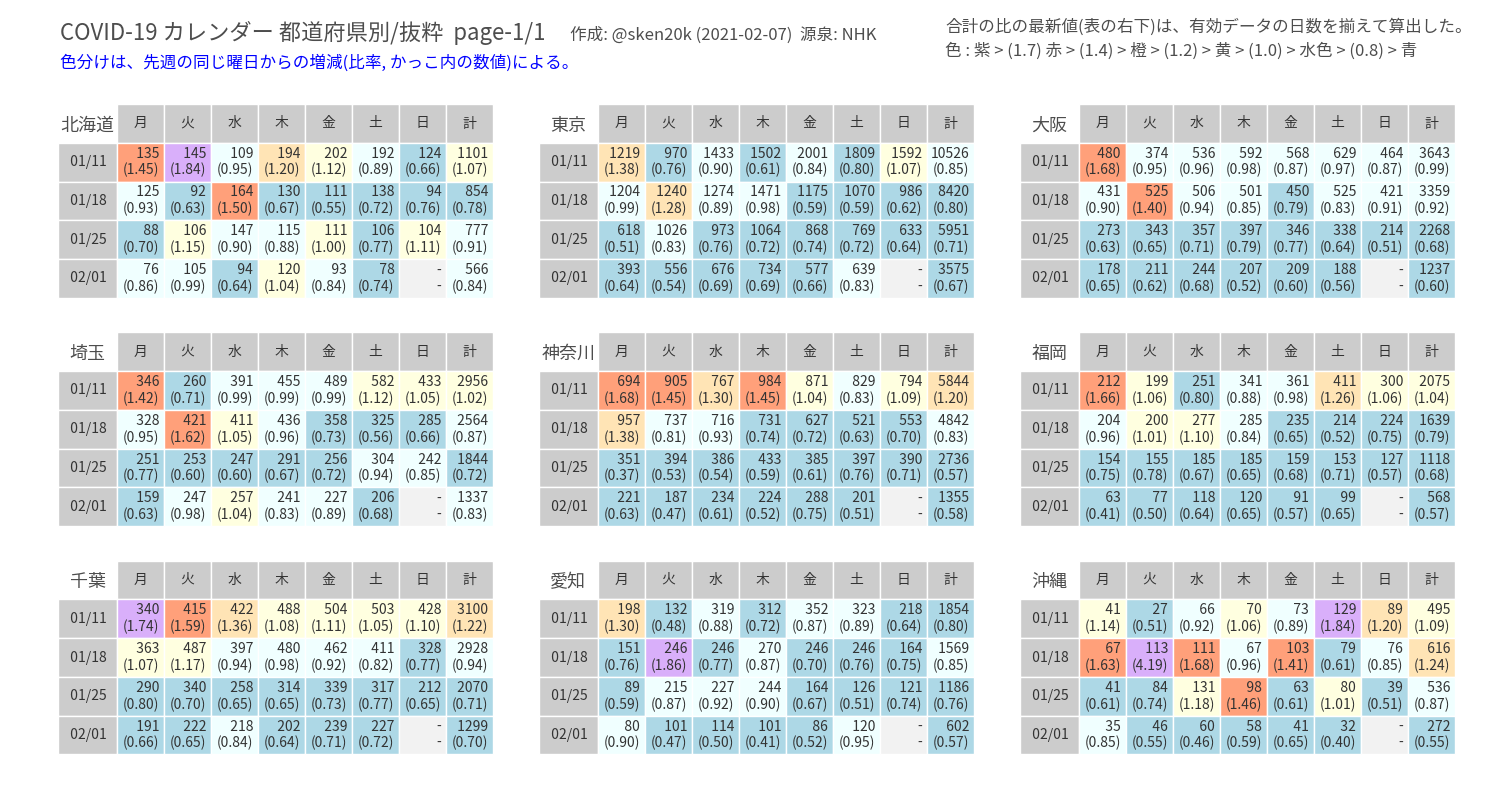 COVID-19 カレンダー 都道府県別/抜粋 page-1/1 作成: @sken20k (2021-02-07) 源泉: NHK
色分けは、先週の同じ曜日からの増減(比率, かっこ内の数値)による。
合計の比の最新値(表の右下)は、有効データの日数を揃えて算出した。
色 : 紫 > (1.7) 赤 > (1.4) > 橙 > (1.2) > 黄 > (1.0) > 水色 > (0.8) > 青
北海道 月 火 水 木 金 土 日 計
01/11 135 145 109 194 202 192 124 1101
(1.45) (1.84) (0.95) (1.20) (1.12) (0.89) (0.66) (1.07)
01/18 125 92 164 130 111 138 94 854
(0.93) (0.63) (1.50) (0.67) (0.55) (0.72) (0.76) (0.78)
01/25 88 106 147 115 111 106 104 777
(0.70) (1.15) (0.90) (0.88) (1.00) (0.77) (1.11) (0.91)
02/01 76 105 94 120 93 78 - 566
(0.86) (0.99) (0.64) (1.04) (0.84) (0.74) - (0.84)
東京 月 火 水 木 金 土 日 計
01/11 1219 970 1433 1502 2001 1809 1592 10526
(1.38) (0.76) (0.90) (0.61) (0.84) (0.80) (1.07) (0.85)
01/18 1204 1240 1274 1471 1175 1070 986 8420
(0.99) (1.28) (0.89) (0.98) (0.59) (0.59) (0.62) (0.80)
01/25 618 1026 973 1064 868 769 633 5951
(0.51) (0.83) (0.76) (0.72) (0.74) (0.72) (0.64) (0.71)
02/01 393 556 676 734 577 639 - 3575
(0.64) (0.54) (0.69) (0.69) (0.66) (0.83) - (0.67)
大阪 月 火 水 木 金 土 日 計
01/11 480 374 536 592 568 629 464 3643
(1.68) (0.95) (0.96) (0.98) (0.87) (0.97) (0.87) (0.99)
01/18 431 525 506 501 450 525 421 3359
(0.90) (1.40) (0.94) (0.85) (0.79) (0.83) (0.91) (0.92)
01/25 273 343 357 397 346 338 214 2268
(0.63) (0.65) (0.71) (0.79) (0.77) (0.64) (0.51) (0.68)
02/01 178 211 244 207 209 188 - 1237
(0.65) (0.62) (0.68) (0.52) (0.60) (0.56) - (0.60)
埼玉 月 火 水 木 金 土 日 計
01/11 346 260 391 455 489 582 433 2956
(1.42) (0.71) (0.99) (0.99) (0.99) (1.12) (1.05) (1.02)
01/18 328 421 411 436 358 325 285 2564
(0.95) (1.62) (1.05) (0.96) (0.73) (0.56) (0.66) (0.87)
01/25 251 253 247 291 256 304 242 1844
(0.77) (0.60) (0.60) (0.67) (0.72) (0.94) (0.85) (0.72)
02/01 159 247 257 241 227 206 - 1337
(0.63) (0.98) (1.04) (0.83) (0.89) (0.68) - (0.83)
神奈川 月 火 水 木 金 土 日 計
01/11 694 905 767 984 871 829 794 5844
(1.68) (1.45) (1.30) (1.45) (1.04) (0.83) (1.09) (1.20)
01/18 957 737 716 731 627 521 553 4842
(1.38) (0.81) (0.93) (0.74) (0.72) (0.63) (0.70) (0.83)
01/25 351 394 386 433 385 397 390 2736
(0.37) (0.53) (0.54) (0.59) (0.61) (0.76) (0.71) (0.57)
02/01 221 187 234 224 288 201 - 1355
(0.63) (0.47) (0.61) (0.52) (0.75) (0.51) - (0.58)
福岡 月 火 水 木 金 土 日 計
01/11 212 199 251 341 361 411 300 2075
(1.66) (1.06) (0.80) (0.88) (0.98) (1.26) (1.06) (1.04)
01/18 204 200 277 285 235 214 224 1639
(0.96) (1.01) (1.10) (0.84) (0.65) (0.52) (0.75) (0.79)
01/25 154 155 185 185 159 153 127 1118
(0.75) (0.78) (0.67) (0.65) (0.68) (0.71) (0.57) (0.68)
02/01 63 77 118 120 91 99 - 568
(0.41) (0.50) (0.64) (0.65) (0.57) (0.65) - (0.57)
千葉 月 火 水 木 金 土 日 計
01/11 340 415 422 488 504 503 428 3100
(1.74) (1.59) (1.36) (1.08) (1.11) (1.05) (1.10) (1.22)
01/18 363 487 397 480 462 411 328 2928
(1.07) (1.17) (0.94) (0.98) (0.92) (0.82) (0.77) (0.94)
01/25 290 340 258 314 339 317 212 2070
(0.80) (0.70) (0.65) (0.65) (0.73) (0.77) (0.65) (0.71)
02/01 191 222 218 202 239 227 - 1299
(0.66) (0.65) (0.84) (0.64) (0.71) (0.72) - (0.70)
愛知 月 火 水 木 金 土 日 計
01/11 198 132 319 312 352 323 218 1854
(1.30) (0.48) (0.88) (0.72) (0.87) (0.89) (0.64) (0.80)
01/18 151 246 246 270 246 246 164 1569
(0.76) (1.86) (0.77) (0.87) (0.70) (0.76) (0.75) (0.85)
01/25 89 215 227 244 164 126 121 1186
(0.59) (0.87) (0.92) (0.90) (0.67) (0.51) (0.74) (0.76)
02/01 80 101 114 101 86 120 - 602
(0.90) (0.47) (0.50) (0.41) (0.52) (0.95) - (0.57)
沖縄 月 火 水 木 金 土 日 計
01/11 41 27 66 70 73 129 89 495
(1.14) (0.51) (0.92) (1.06) (0.89) (1.84) (1.20) (1.09)
01/18 67 113 111 67 103 79 76 616
(1.63) (4.19) (1.68) (0.96) (1.41) (0.61) (0.85) (1.24)
01/25 41 84 131 98 63 80 39 536
(0.61) (0.74) (1.18) (1.46) (0.61) (1.01) (0.51) (0.87)
02/01 35 46 60 58 41 32 - 272
(0.85) (0.55) (0.46) (0.59) (0.65) (0.40) - (0.55)